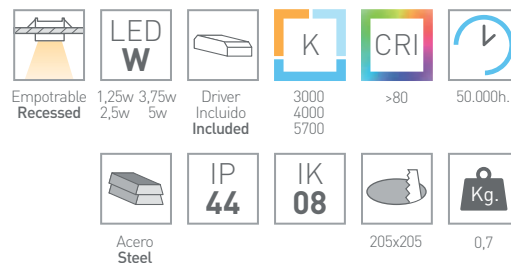 LED
W
K
CRI
Empotrable
Recessed
1,25w 3,75w
2,5w 5w
Driver
Incluido
Included
3000
4000
5700
>80
50.000h.
IP
44
IK
08
Kg.
Acero
Steel
205x205
0,7